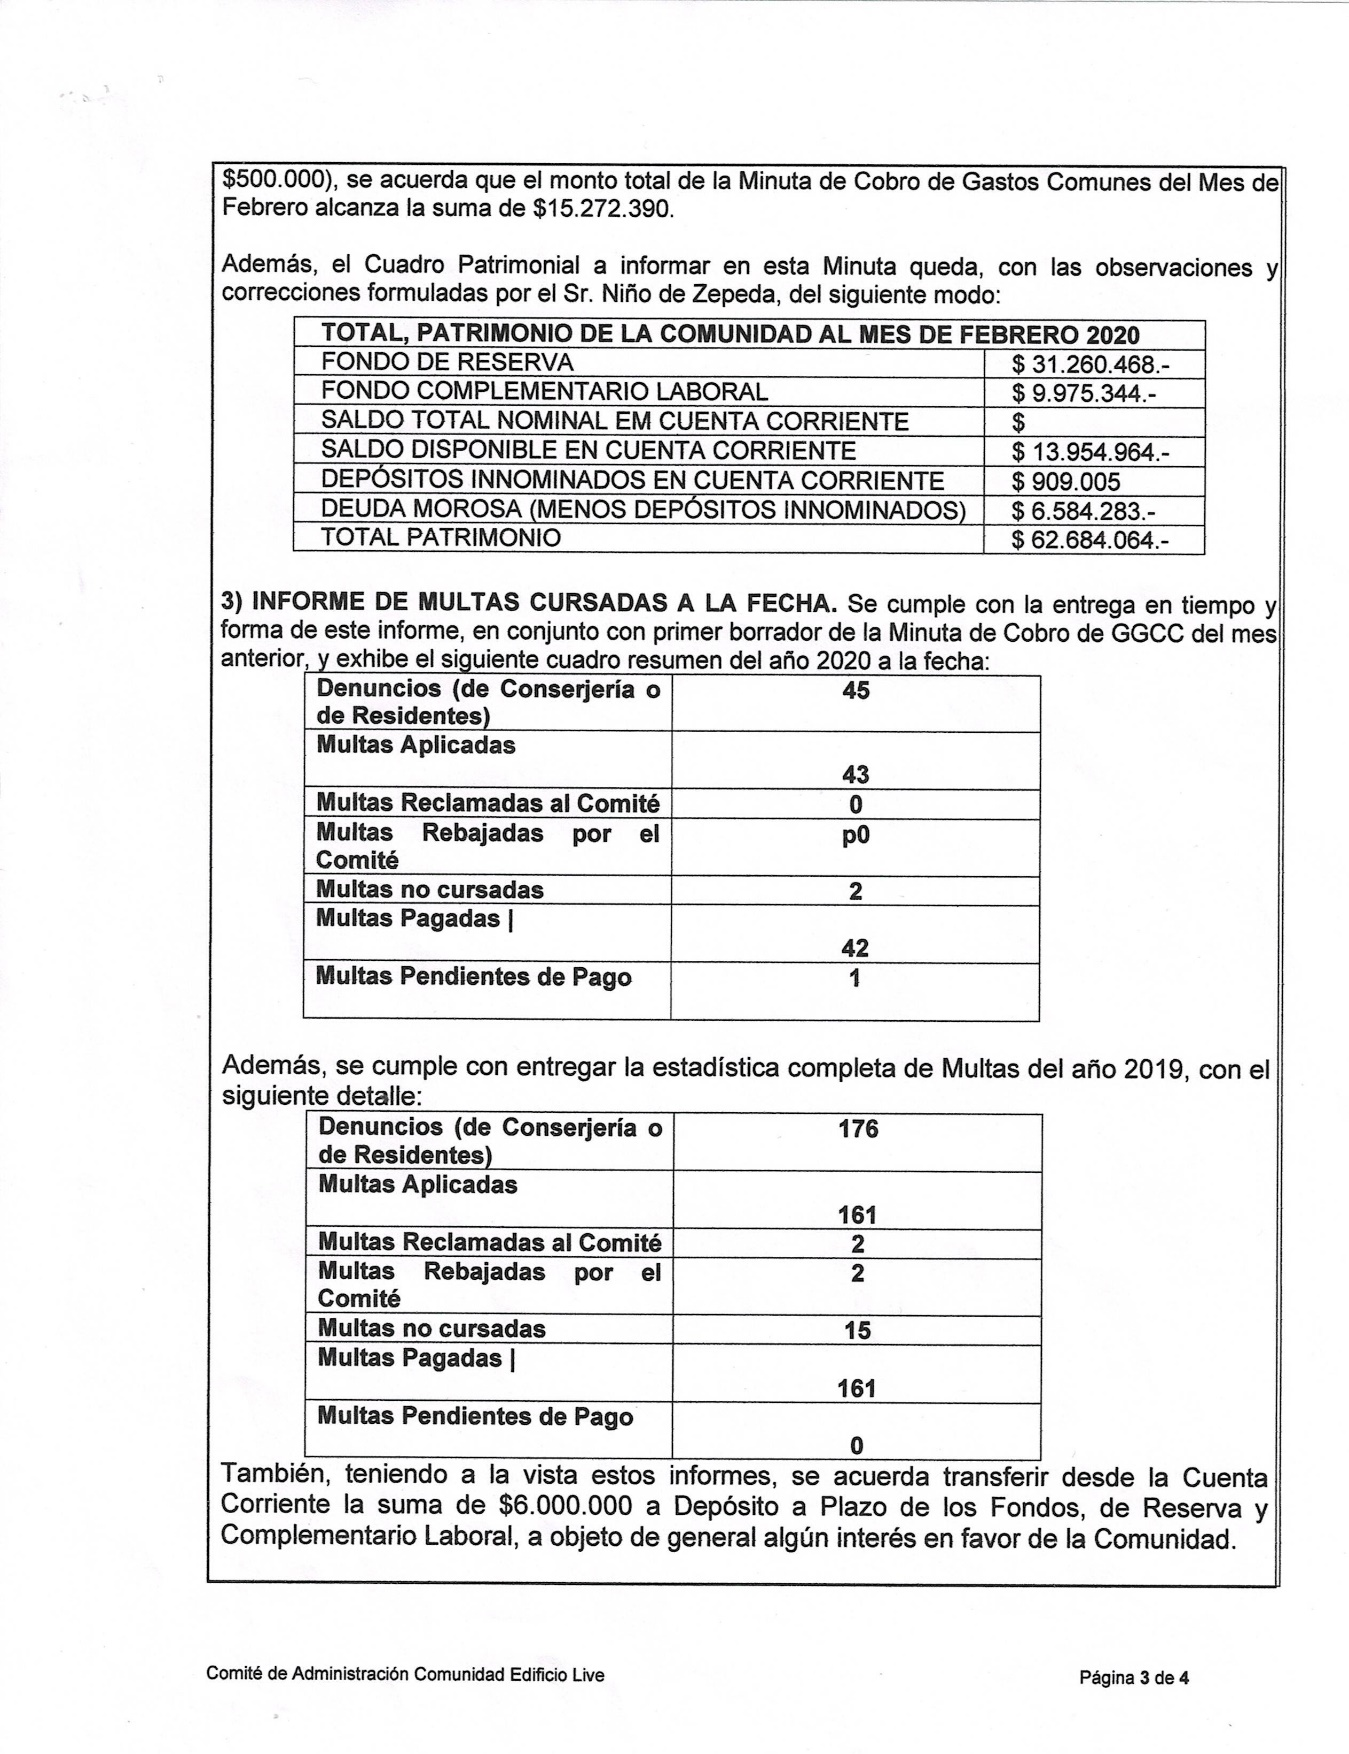 $500.000), se acuerda que el monto total de la Minuta de Cobro de Gastos Comunes del Mes de
Febrero alcanza la suma de $15.272.390.
Además, el Cuadro Patrimonial a informar en esta Minuta queda, con las observaciones y
correcciones formuladas por el Sr. Niño de Zepeda, del siguiente modo:
TOTAL, PATRIMONIO DE LA COMUNIDAD AL MES DE FEBRERO 2020
FONDO DE RESERVA $ 31.260.468.-
FONDO COMPLEMENTARIO LABORAL $ 9.975.344.-
SALDO TOTAL NOMINAL EM CUENTA CORRIENTE $
SALDO DISPONIBLE EN CUENTA CORRIENTE $ 13.954.964.-
DEPÓSITOS INNOMINADOS EN CUENTA CORRIENTE $ 909.005
DEUDA MOROSA (MENOS DEPÓSITOS INNOMINADOS) $ 6.584.283.-
TOTAL PATRIMONIO $ 62.684.064.-
3) INFORME DE MULTAS CURSADAS A LA FECHA. Se cumple con la entrega en tiempo y
forma de este informe, en conjunto con primer borrador de la Minuta de Cobro de GGCC del mes
anterior, y exhibe el siguiente cuadro resumen del año 2020 a la fecha:
Denuncios (de Conserjería o 45
de Residentes)
Multas Aplicadas
43
Multas Reclamadas al Comité 0
Multas Rebajadas por el p0
Comité
Multas no cursadas 2
Multas Pagadas |
42
Multas Pendientes de Pago 1
Además, se cumple con entregar la estadística completa de Multas del año 2019, con el
siguiente detalle:
Denuncios (de Conserjería o 176
de Residentes)
Multas Aplicadas
161
Multas Reclamadas al Comité 2
Multas Rebajadas por el 2
Comité
Multas no cursadas 15
Multas Pagadas |
161
Multas Pendientes de Pago
0
También, teniendo a la vista estos informes, se acuerda transferir desde la Cuenta
Corriente la suma de $6.000.000 a Depósito a Plazo de los Fondos, de Reserva y
Complementario Laboral, a objeto de general algún interés en favor de la Comunidad.
Comité de Administración Comunidad Edificio Live Página 3 de 4